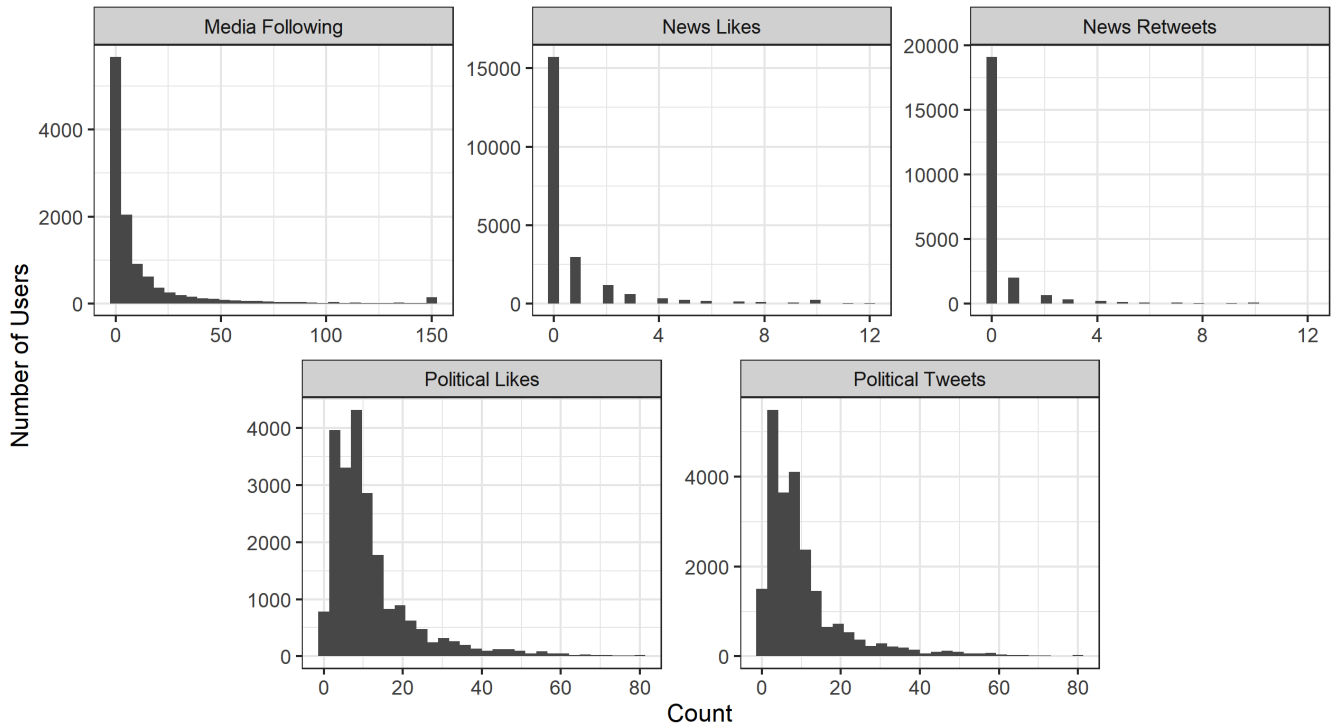 Media Following
News Likes
News Retweets
4000
2000
0
0 50 100 150
15000
10000
5000
0
0 4 8 12
20000
15000
10000
5000
0
0 4 8 12
Number of Users
Political Likes
Political Tweets
4000
3000
2000
1000
0
0 20 40 60 80
4000
2000
0
0 20 40 60 80
Count